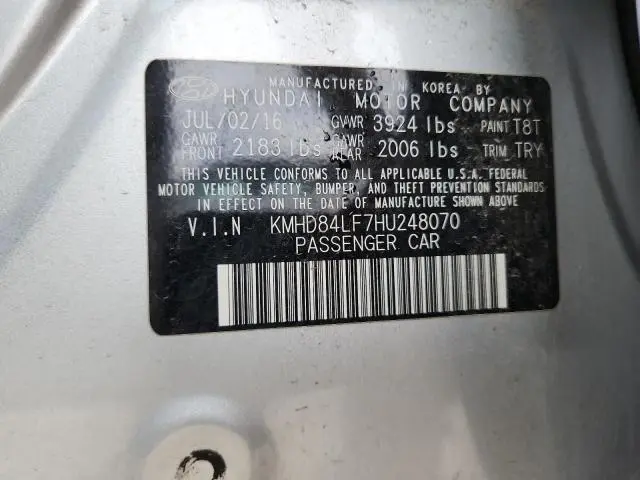 MANUFACTURED IN KOREA BY
HYUNDAI MOTOR COMPANY
JUL/02/16 GVWR 3924 lbs PAINT T8T
GAWR FRONT 2183 lbs GAWR REAR 2006 lbs TRIM TRY
THIS VEHICLE CONFORMS TO ALL APPLICABLE U.S.A. FEDERAL
MOTOR VEHICLE SAFETY, BUMPER, AND THEFT PREVENTION STANDARDS
IN EFFECT ON THE DATE OF MANUFACTURE SHOWN ABOVE.
V.I.N KMHD84LF7HU248070
PASSENGER CAR